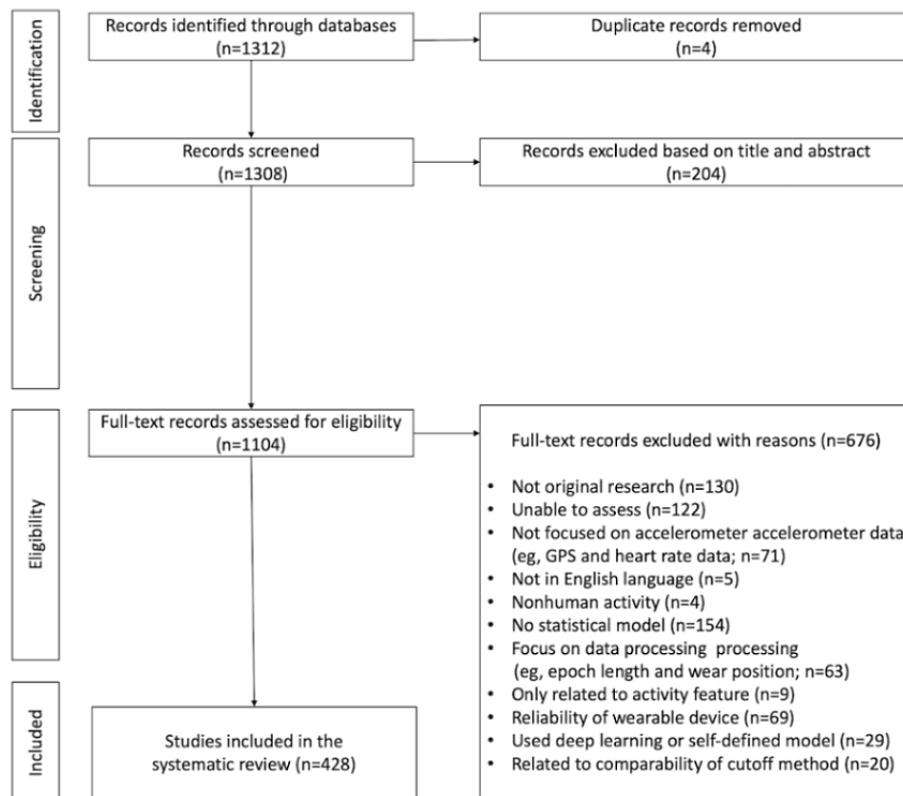 Identification
Records identified through databases
(n=1312)
Duplicate records removed
(n=4)
Screening
Records screened
(n=1308)
Records excluded based on title and abstract
(n=204)
Eligibility
Full-text records assessed for eligibility
(n=1104)
Full-text records excluded with reasons (n=676)
• Not original research (n=130)
• Unable to assess (n=122)
• Not focused on accelerometer accelerometer data
(eg, GPS and heart rate data; n=71)
• Not in English language (n=5)
• Nonhuman activity (n=4)
• No statistical model (n=154)
• Focus on data processing processing
(eg, epoch length and wear position; n=63)
• Only related to activity feature (n=9)
• Reliability of wearable device (n=69)
• Used deep learning or self-defined model (n=29)
• Related to comparability of cutoff method (n=20)
Included
Studies included in the
systematic review (n=428)